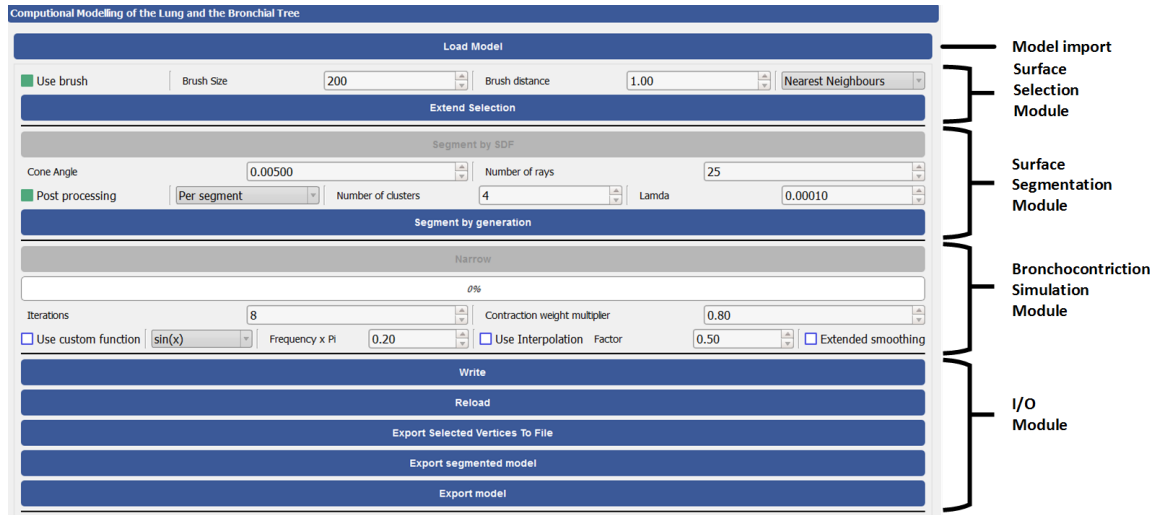 Computional Modelling of the Lung and the Bronchial Tree
Load Model
Model import
Use brush Brush Size 200 Brush distance 1.00 Nearest Neighbours
Extend Selection
Surface
Selection
Module
Segment by SDF
Cone Angle 0.00500 Number of rays 25
Post processing Per segment Number of clusters 4 Lamda 0.00010
Segment by generation
Surface
Segmentation
Module
Narrow
0%
Iterations 8 Contraction weight multiplier 0.80
Use custom function sin(x) Frequency x Pi 0.20 Use Interpolation Factor 0.50 Extended smoothing
Bronchocontriction
Simulation
Module
Write
Reload
Export Selected Vertices To File
Export segmented model
Export model
I/O
Module